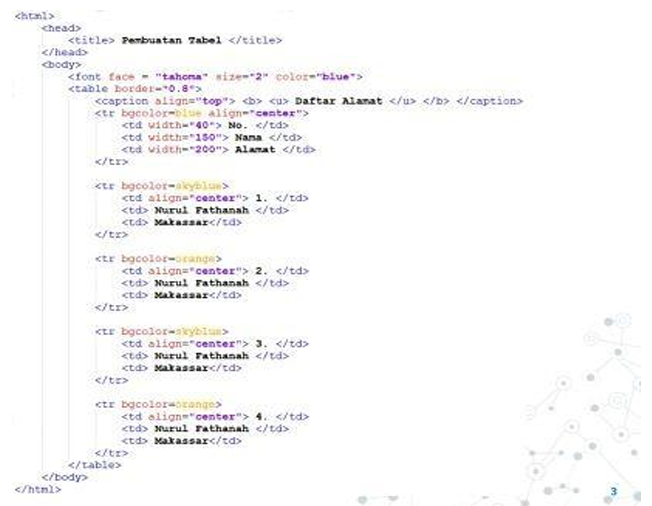 <html>
<head>
<title> Pembuatan Tabel </title>
</head>
<body>
<font face = "tahoma" size="2" color="blue">
<table border="0.8">
<caption align="top"> <b> <u> Daftar Alamat </u> </b> </caption>
<tr bgcolor=blue align="center">
<td width="40"> No. </td>
<td width="150"> Nama </td>
<td width="200"> Alamat </td>
</tr>
<tr bgcolor=skyblue>
<td align="center"> 1. </td>
<td> Nurul Fathanah </td>
<td> Makassar</td>
</tr>
<tr bgcolor=orange>
<td align="center"> 2. </td>
<td> Nurul Fathanah </td>
<td> Makassar</td>
</tr>
<tr bgcolor=skyblue>
<td align="center"> 3. </td>
<td> Nurul Fathanah </td>
<td> Makassar</td>
</tr>
<tr bgcolor=orange>
<td align="center"> 4. </td>
<td> Nurul Fathanah </td>
<td> Makassar</td>
</tr>
</table>
</body>
</html>
3